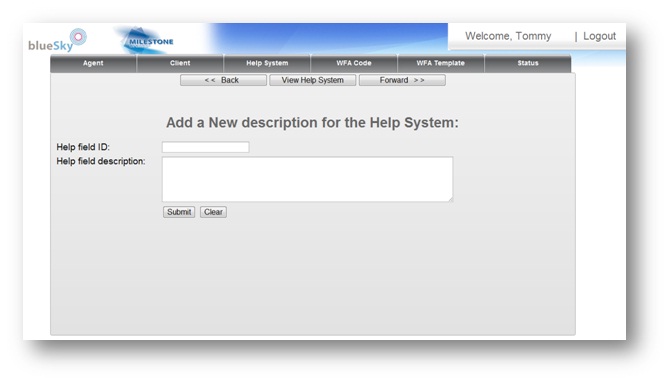 blueSky
MILESTONE
Welcome, Tommy | Logout
Agent Client Help System WFA Code WFA Template Status
<< Back View Help System Forward >>
Add a New description for the Help System:
Help field ID:
Help field description:
Submit Clear